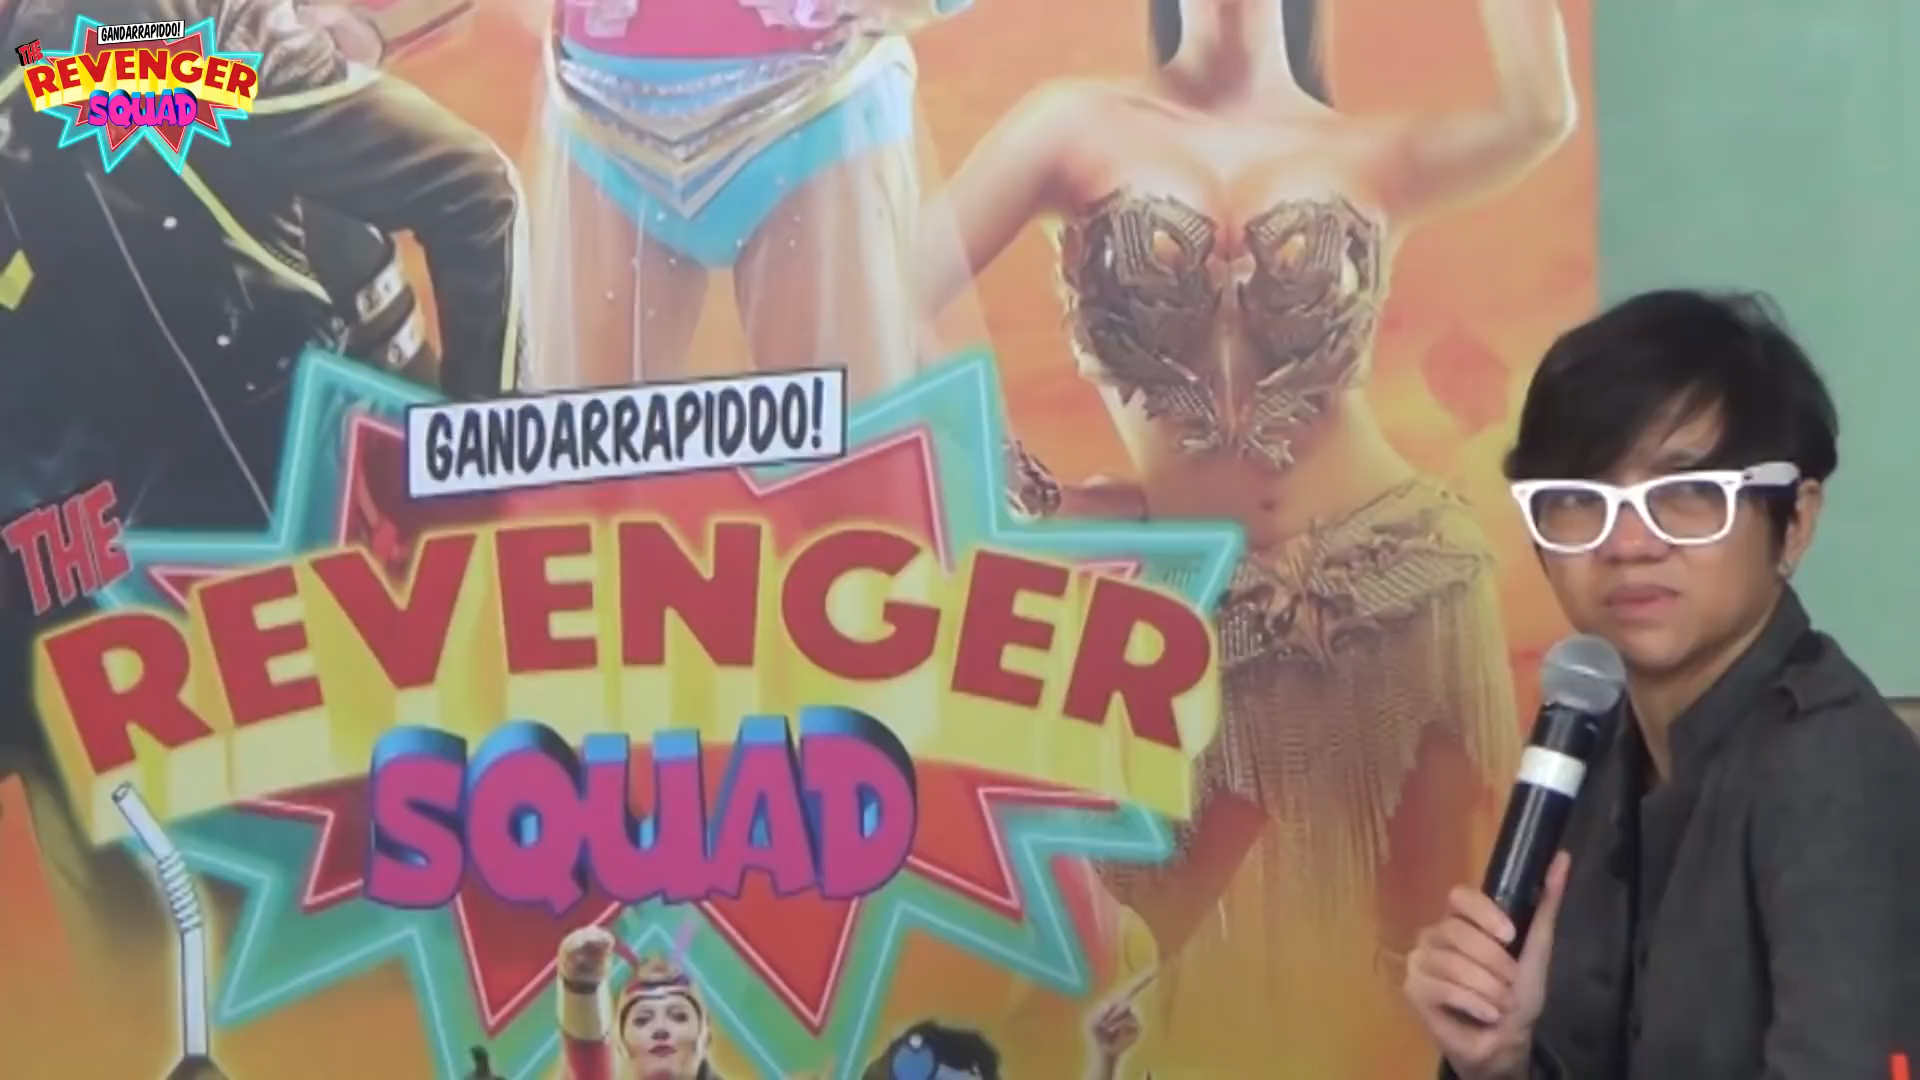 GANDARRAPIDDO!
THE
REVENGER
SQUAD
GANDARRAPIDDO!
THE
REVENGER
SQUAD